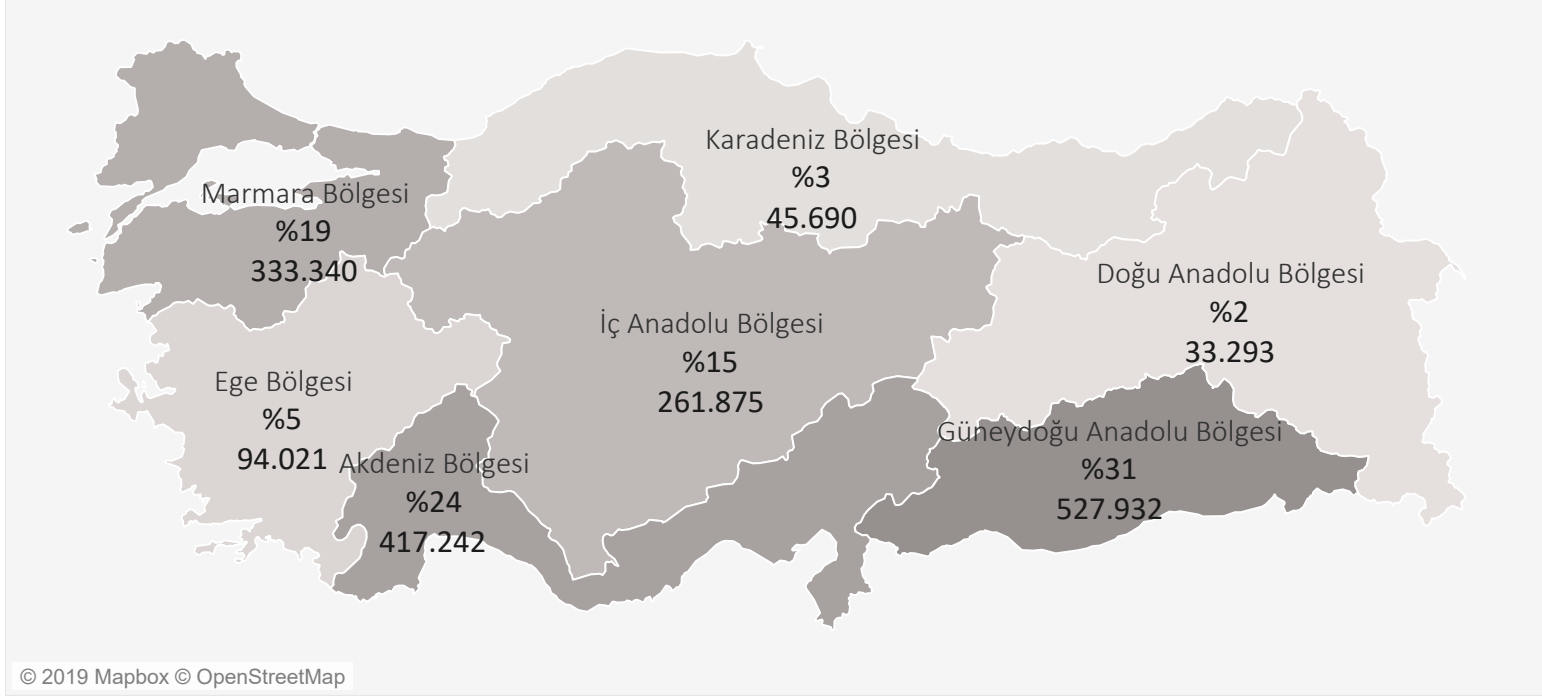 Karadeniz Bölgesi
%3
45.690
Marmara Bölgesi
%19
333.340
Doğu Anadolu Bölgesi
%2
33.293
İç Anadolu Bölgesi
%15
261.875
Ege Bölgesi
%5
94.021
Güneydoğu Anadolu Bölgesi
%31
527.932
Akdeniz Bölgesi
%24
417.242
© 2019 Mapbox © OpenStreetMap